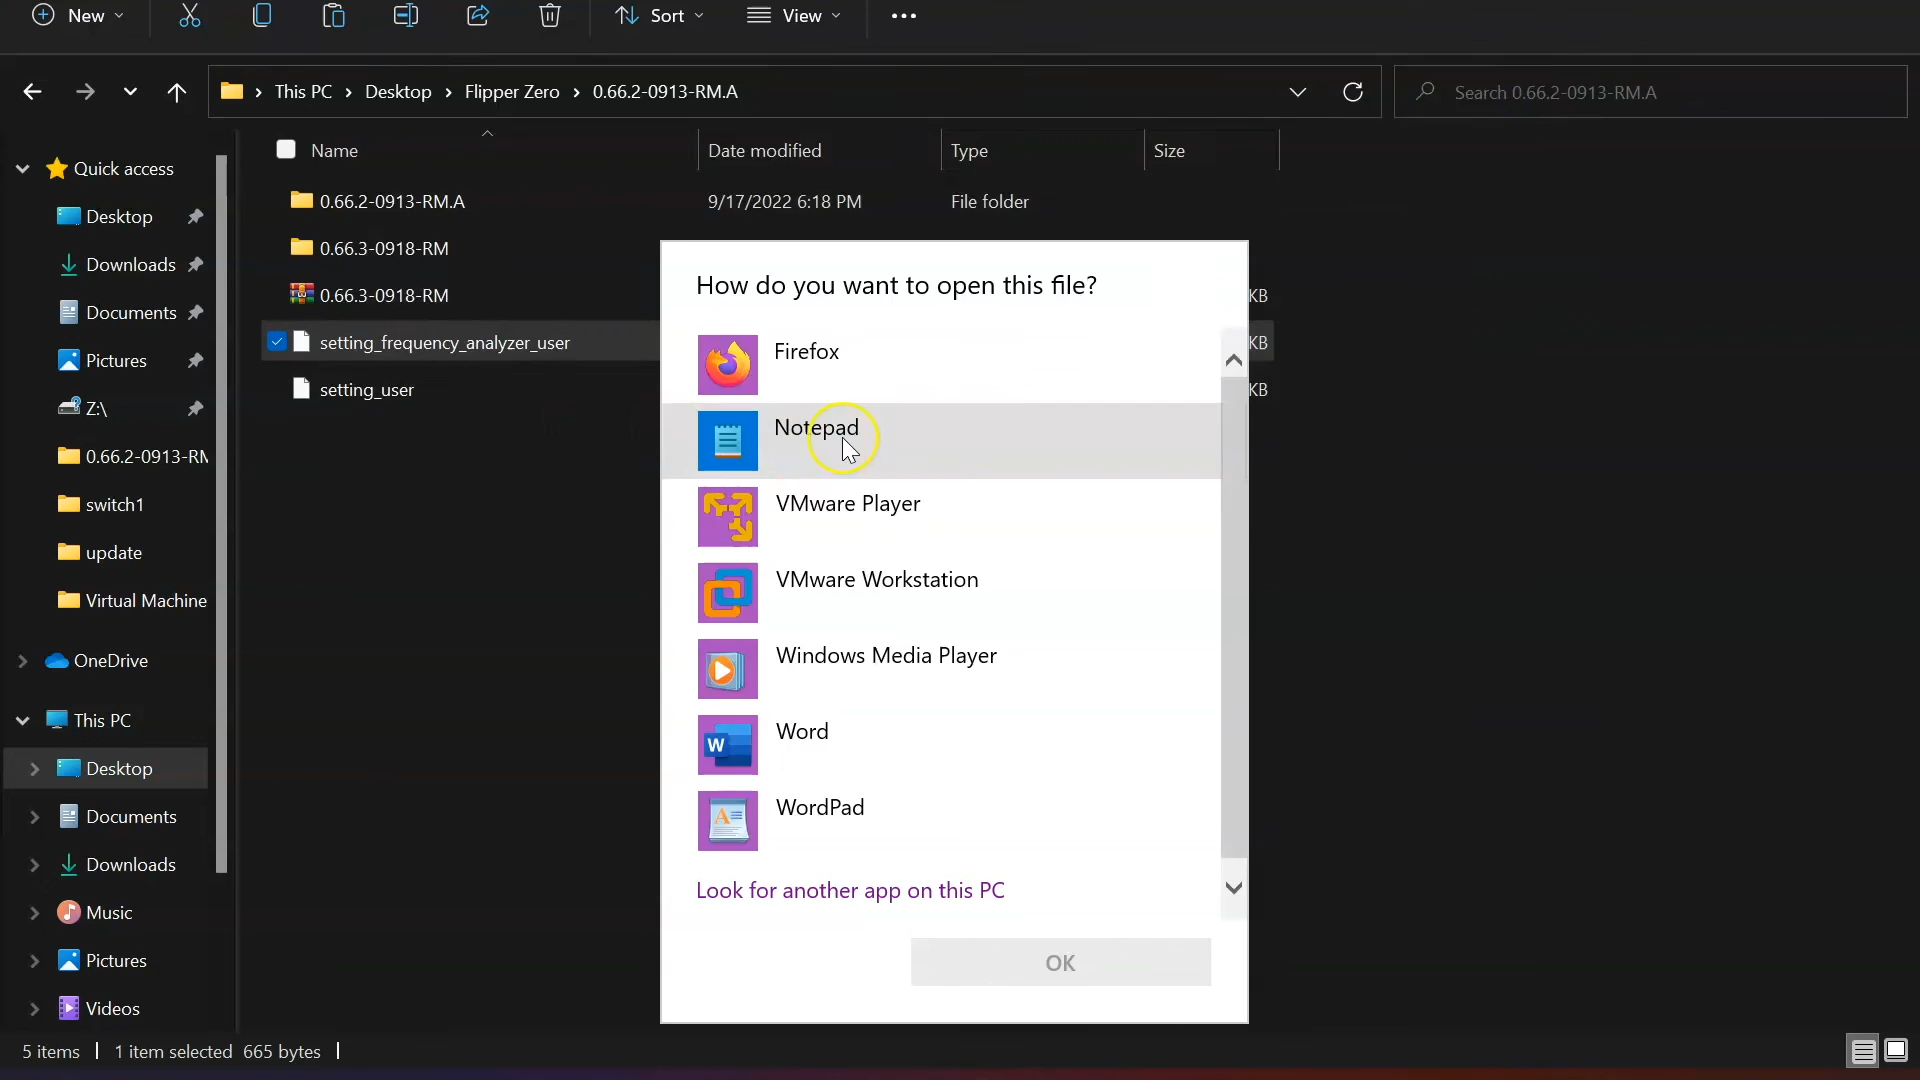 New Sort View
This PC Desktop Flipper Zero 0.66.2-0913-RM.A Search 0.66.2-0913-RM.A
Name Date modified Type Size
Quick access
Desktop
Downloads
Documents
Pictures
Z:\
0.66.2-0913-RM
switch1
update
Virtual Machine
OneDrive
This PC
Desktop
Documents
Downloads
Music
Pictures
Videos
0.66.2-0913-RM.A 9/17/2022 6:18 PM File folder
0.66.3-0918-RM
0.66.3-0918-RM KB
setting_frequency_analyzer_user KB
setting_user KB
How do you want to open this file?
Firefox
Notepad
VMware Player
VMware Workstation
Windows Media Player
Word
WordPad
Look for another app on this PC
OK
5 items 1 item selected 665 bytes